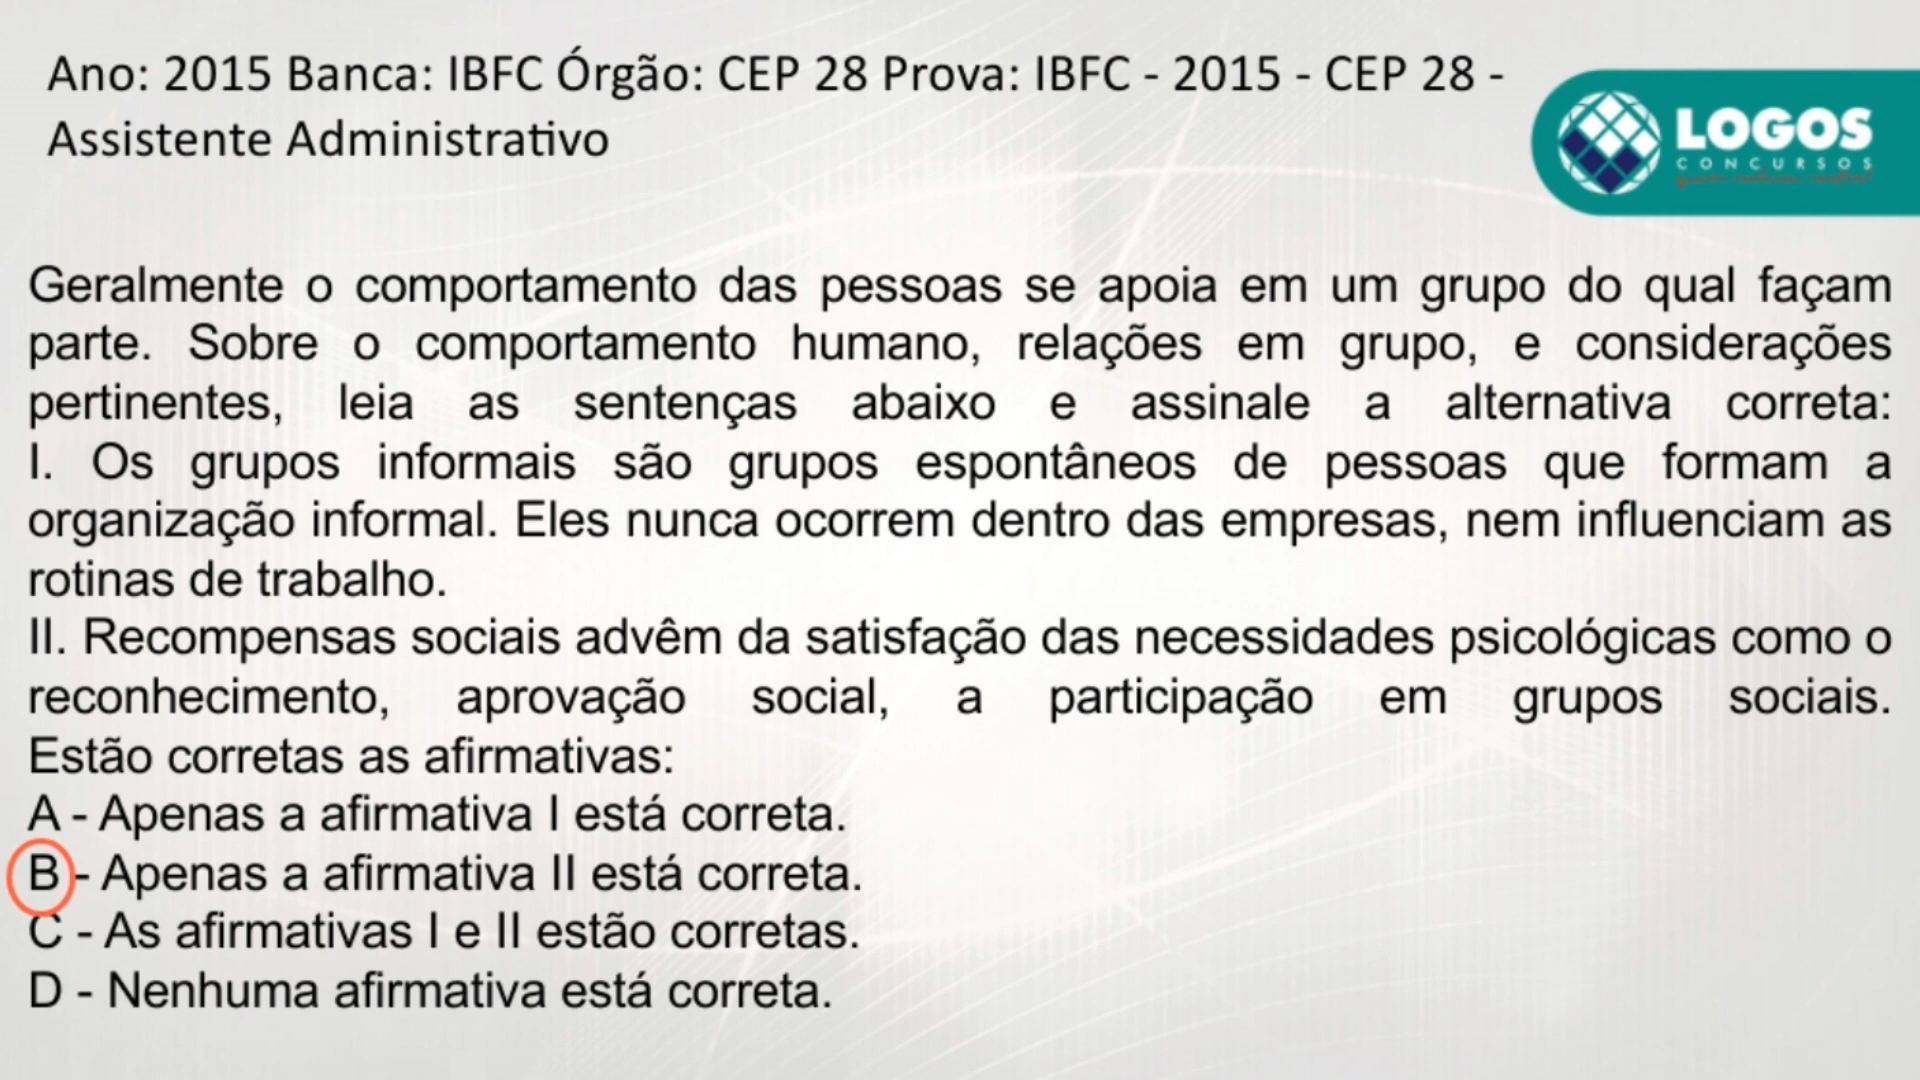 Ano: 2015 Banca: IBFC Órgão: CEP 28 Prova: IBFC - 2015 - CEP 28 -
Assistente Administrativo
LOGOS
CONCURSOS
Geralmente o comportamento das pessoas se apoia em um grupo do qual façam
parte. Sobre o comportamento humano, relações em grupo, e considerações
pertinentes, leia as sentenças abaixo e assinale a alternativa correta:
I. Os grupos informais são grupos espontâneos de pessoas que formam a
organização informal. Eles nunca ocorrem dentro das empresas, nem influenciam as
rotinas de trabalho.
II. Recompensas sociais advêm da satisfação das necessidades psicológicas como o
reconhecimento, aprovação social, a participação em grupos sociais.
Estão corretas as afirmativas:
A - Apenas a afirmativa I está correta.
B - Apenas a afirmativa II está correta.
C - As afirmativas I e II estão corretas.
D - Nenhuma afirmativa está correta.